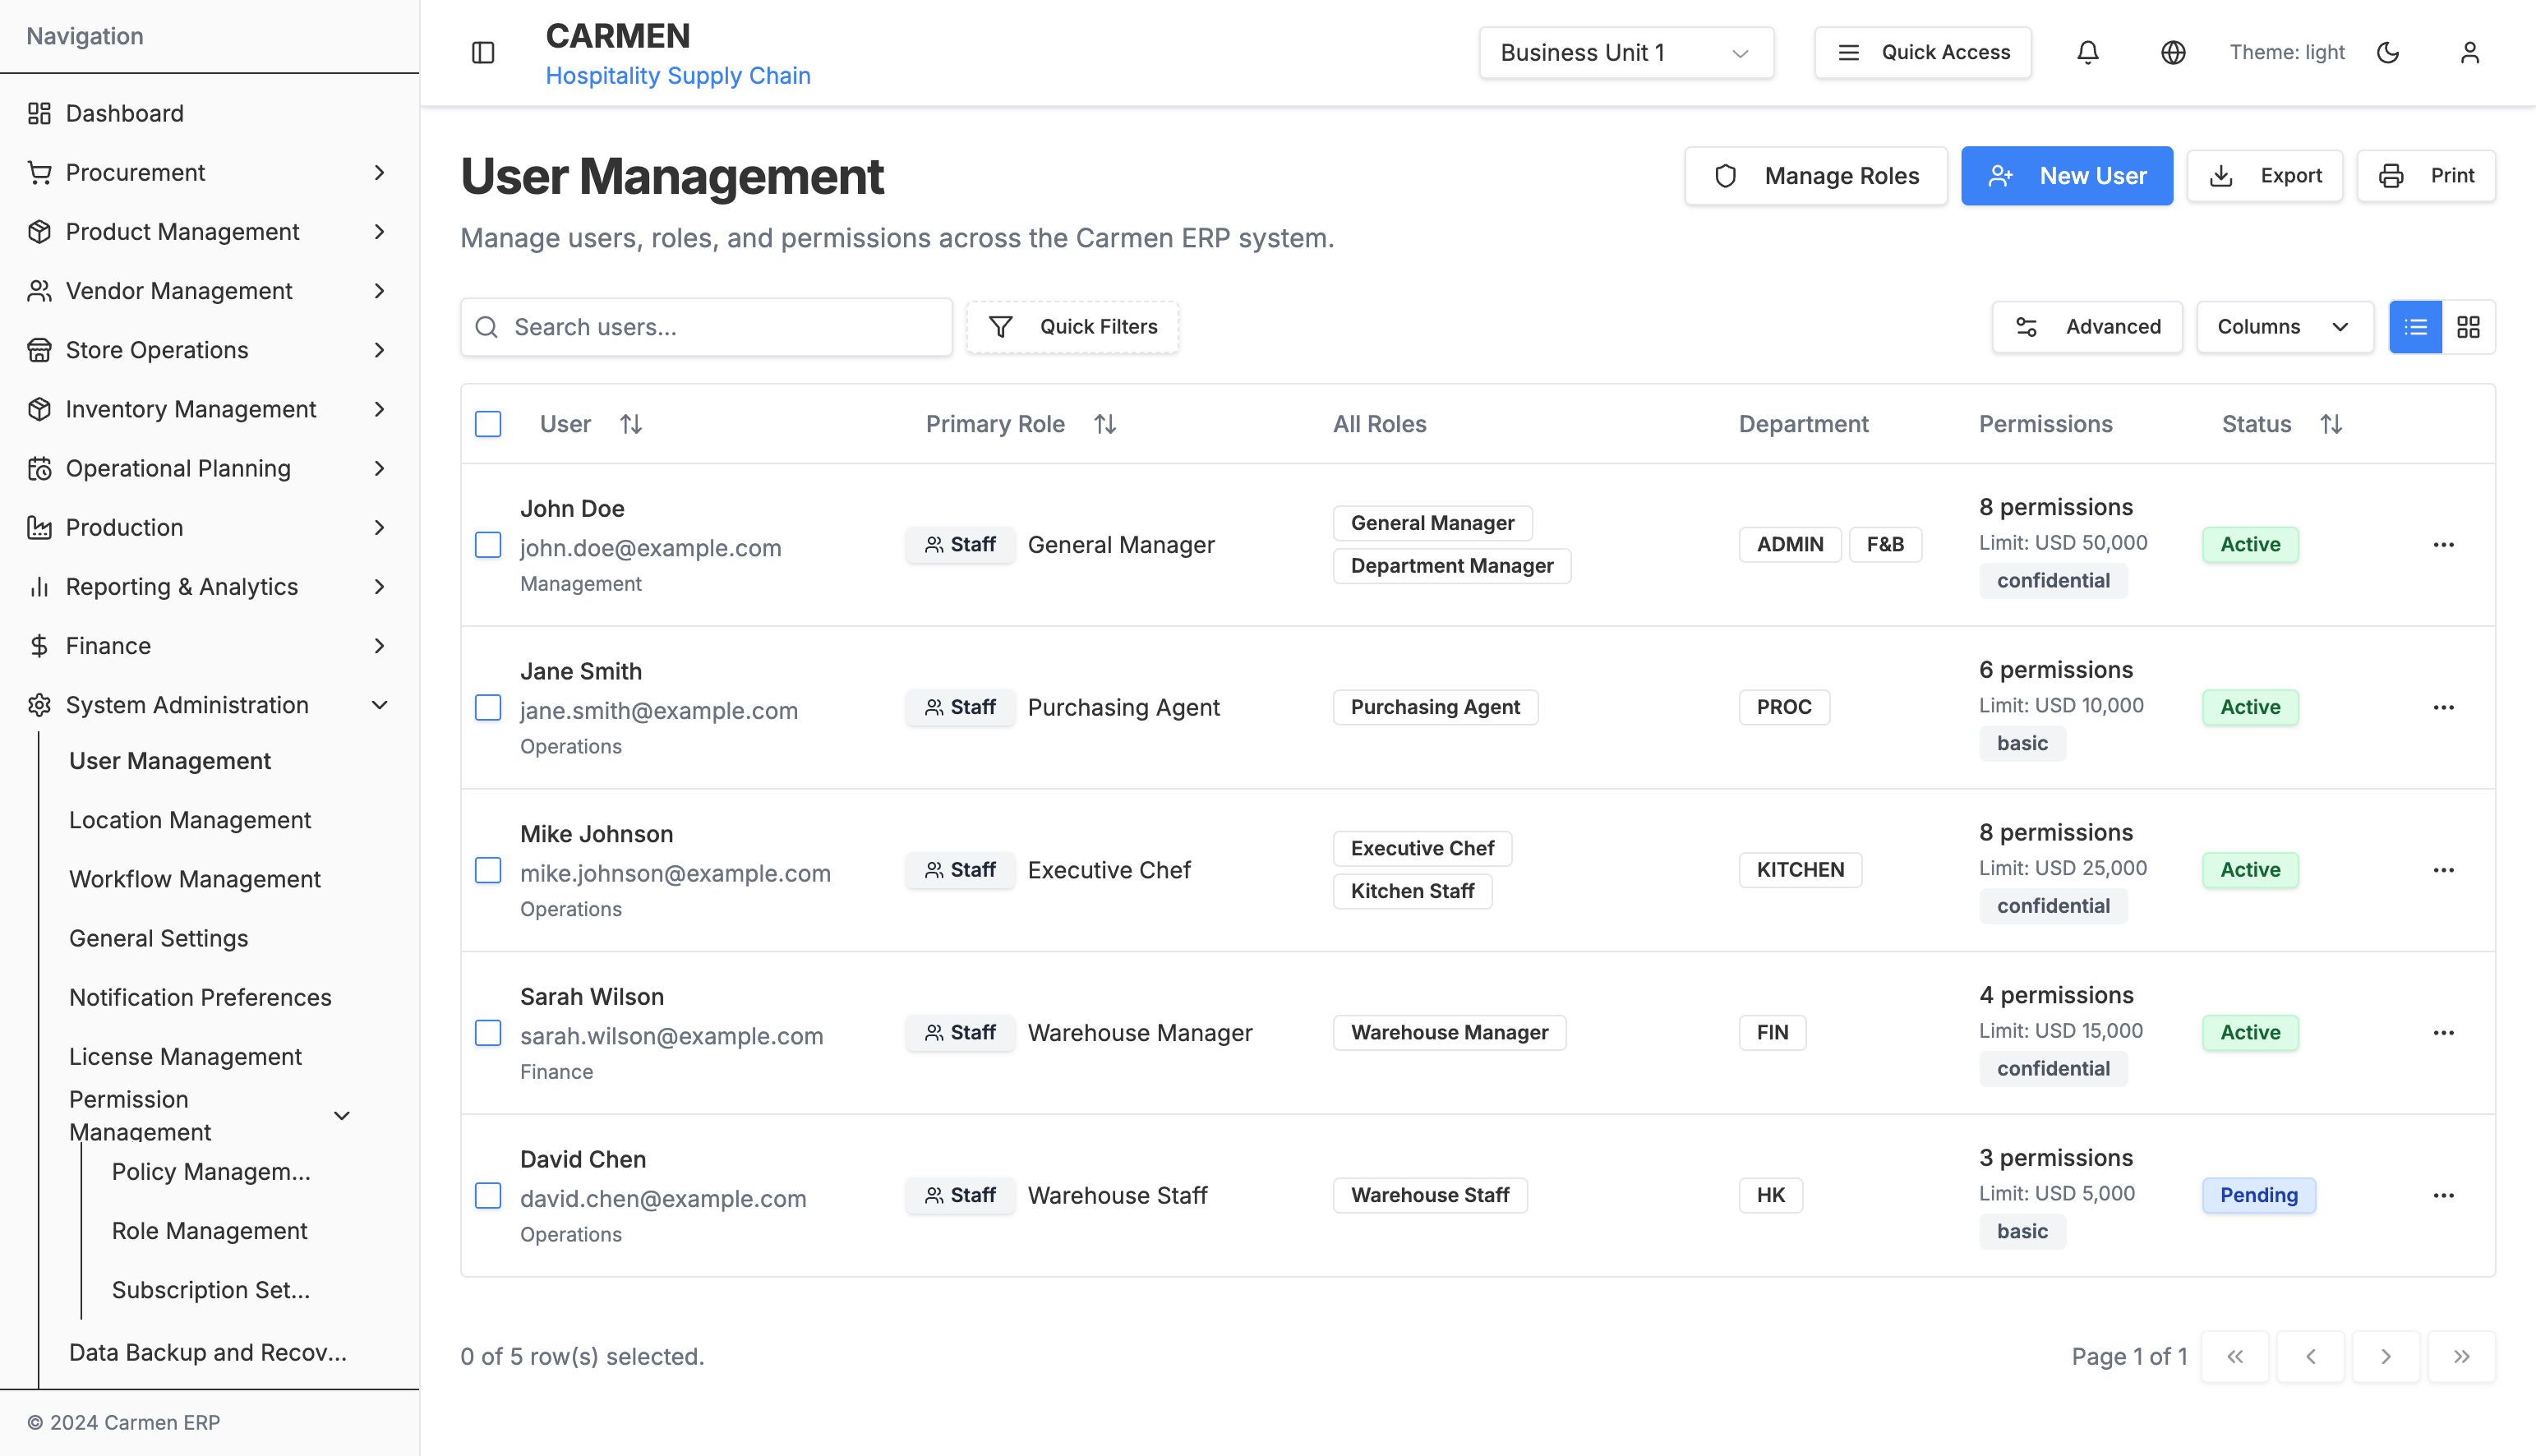 Navigation
Dashboard
Procurement
Product Management
Vendor Management
Store Operations
Inventory Management
Operational Planning
Production
Reporting & Analytics
Finance
System Administration
User Management
Location Management
Workflow Management
General Settings
Notification Preferences
License Management
Permission
Management
Policy Managem...
Role Management
Subscription Set...
Data Backup and Recov...
© 2024 Carmen ERP
CARMEN
Hospitality Supply Chain
Business Unit 1
Quick Access
Theme: light
User Management
Manage users, roles, and permissions across the Carmen ERP system.
Manage Roles
New User
Export
Print
Search users...
Quick Filters
Advanced
Columns
User Primary Role All Roles Department Permissions Status
John Doe
john.doe@example.com
Management
Staff General Manager
General Manager
Department Manager
ADMIN F&B
8 permissions
Limit: USD 50,000
confidential
Active
Jane Smith
jane.smith@example.com
Operations
Staff Purchasing Agent
Purchasing Agent
PROC
6 permissions
Limit: USD 10,000
basic
Active
Mike Johnson
mike.johnson@example.com
Operations
Staff Executive Chef
Executive Chef
Kitchen Staff
KITCHEN
8 permissions
Limit: USD 25,000
confidential
Active
Sarah Wilson
sarah.wilson@example.com
Finance
Staff Warehouse Manager
Warehouse Manager
FIN
4 permissions
Limit: USD 15,000
confidential
Active
David Chen
david.chen@example.com
Operations
Staff Warehouse Staff
Warehouse Staff
HK
3 permissions
Limit: USD 5,000
basic
Pending
0 of 5 row(s) selected.
Page 1 of 1